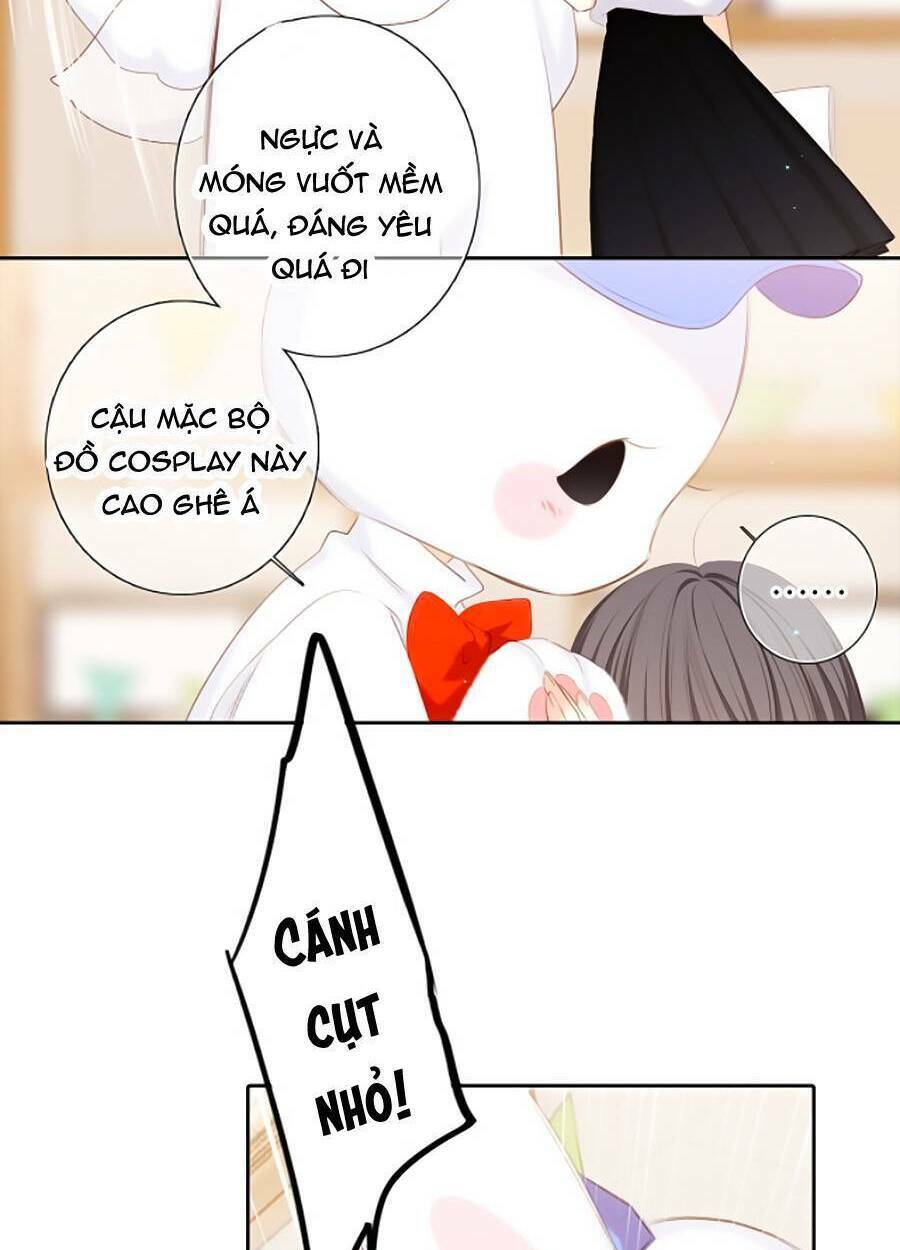 NGỰC VÀ
MÓNG VUỐT MỀM
QUÁ, ĐÁNG YÊU
QUÁ ĐI
CẬU MẶC BỘ
ĐỒ COSPLAY NÀY
CAO GHÊ Á
......
CÁNH
CỤT
NHỎ!